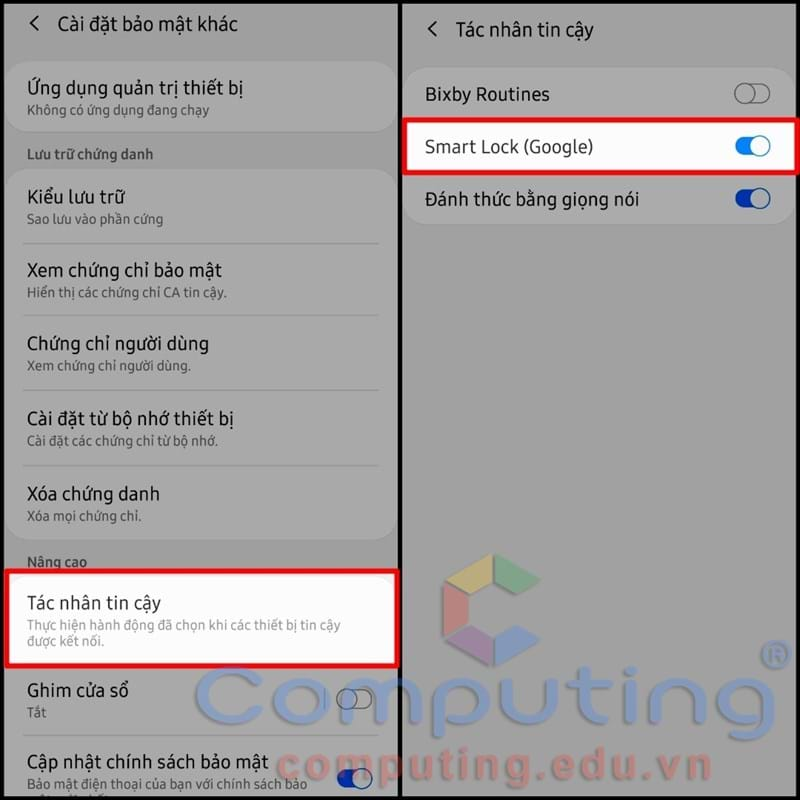 Cài đặt bảo mật khác
Ứng dụng quản trị thiết bị
Không có ứng dụng đang chạy
Lưu trữ chứng danh
Kiểu lưu trữ
Sao lưu vào phần cứng
Xem chứng chỉ bảo mật
Hiển thị các chứng chỉ CA tin cậy.
Chứng chỉ người dùng
Xem chứng chỉ người dùng.
Cài đặt từ bộ nhớ thiết bị
Cài đặt các chứng chỉ từ bộ nhớ.
Xóa chứng danh
Xóa mọi chứng chỉ.
Nâng cao
Tác nhân tin cậy
Thực hiện hành động đã chọn khi các thiết bị tin cậy
được kết nối.
Ghim cửa sổ
Tắt
Cập nhật chính sách bảo mật
Bảo mật điện thoại của bạn với chính sách bảo
Tác nhân tin cậy
Bixby Routines
Smart Lock (Google)
Đánh thức bằng giọng nói
Computing®
computing.edu.vn